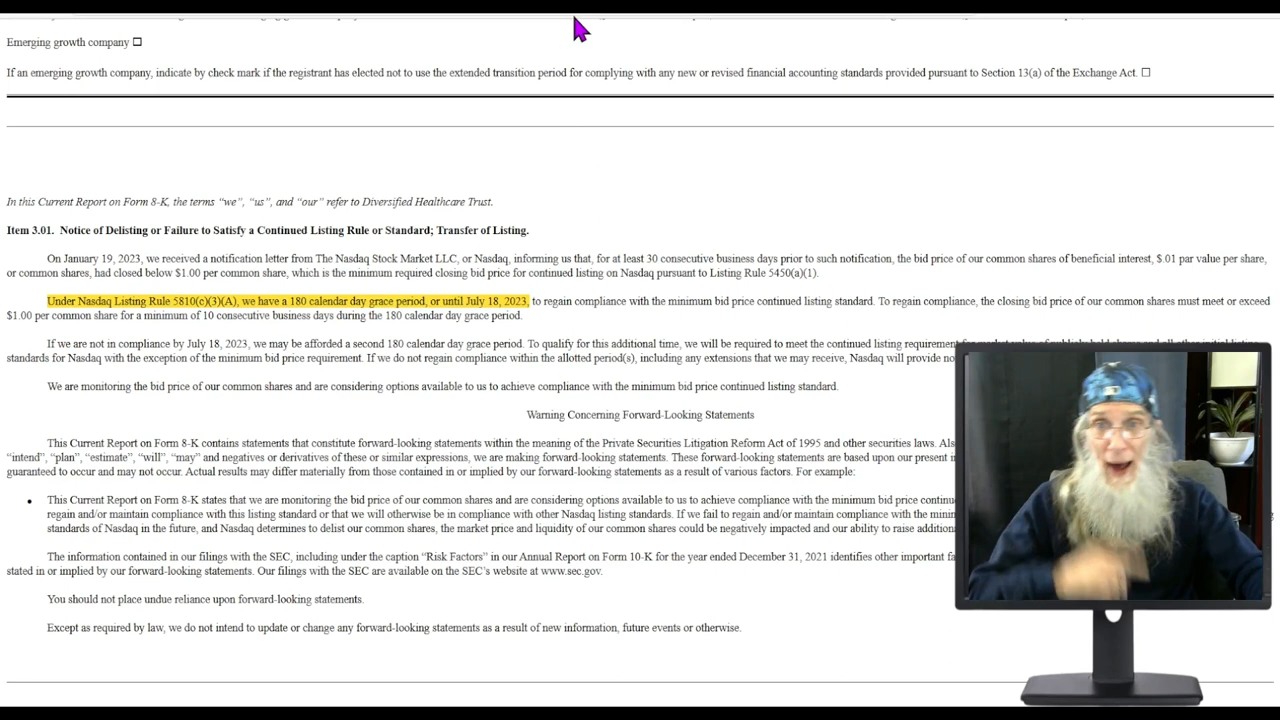 Emerging growth company ☐
If an emerging growth company, indicate by check mark if the registrant has elected not to use the extended transition period for complying with any new or revised financial accounting standards provided pursuant to Section 13(a) of the Exchange Act. ☐
In this Current Report on Form 8-K, the terms “we”, “us”, and “our” refer to Diversified Healthcare Trust.
Item 3.01. Notice of Delisting or Failure to Satisfy a Continued Listing Rule or Standard; Transfer of Listing.
On January 19, 2023, we received a notification letter from The Nasdaq Stock Market LLC, or Nasdaq, informing us that, for at least 30 consecutive business days prior to such notification, the bid price of our common shares of beneficial interest, $.01 par value per share,
or common shares, had closed below $1.00 per common share, which is the minimum required closing bid price for continued listing on Nasdaq pursuant to Listing Rule 5450(a)(1).
Under Nasdaq Listing Rule 5810(c)(3)(A), we have a 180 calendar day grace period, or until July 18, 2023, to regain compliance with the minimum bid price continued listing standard. To regain compliance, the closing bid price of our common shares must meet or exceed
$1.00 per common share for a minimum of 10 consecutive business days during the 180 calendar day grace period.
If we are not in compliance by July 18, 2023, we may be afforded a second 180 calendar day grace period. To qualify for this additional time, we will be required to meet the continued listing requirement
standards for Nasdaq with the exception of the minimum bid price requirement. If we do not regain compliance within the allotted period(s), including any extensions that we may receive, Nasdaq will provide
We are monitoring the bid price of our common shares and are considering options available to us to achieve compliance with the minimum bid price continued listing standard.
Warning Concerning Forward-Looking Statements
This Current Report on Form 8-K contains statements that constitute forward-looking statements within the meaning of the Private Securities Litigation Reform Act of 1995 and other securities laws.
“intend”, “plan”, “estimate”, “will”, “may” and negatives or derivatives of these or similar expressions, we are making forward-looking statements. These forward-looking statements are based upon our present
guaranteed to occur and may not occur. Actual results may differ materially from those contained in or implied by our forward-looking statements as a result of various factors. For example:
• This Current Report on Form 8-K states that we are monitoring the bid price of our common shares and are considering options available to us to achieve compliance with the minimum bid price
regain and/or maintain compliance with this listing standard or that we will otherwise be in compliance with other Nasdaq listing standards. If we fail to regain and/or maintain compliance with the
standards of Nasdaq in the future, and Nasdaq determines to delist our common shares, the market price and liquidity of our common shares could be negatively impacted and our ability to raise
The information contained in our filings with the SEC, including under the caption “Risk Factors” in our Annual Report on Form 10-K for the year ended December 31, 2021 identifies other important
stated in or implied by our forward-looking statements. Our filings with the SEC are available on the SEC’s website at www.sec.gov.
You should not place undue reliance upon forward-looking statements.
Except as required by law, we do not intend to update or change any forward-looking statements as a result of new information, future events or otherwise.